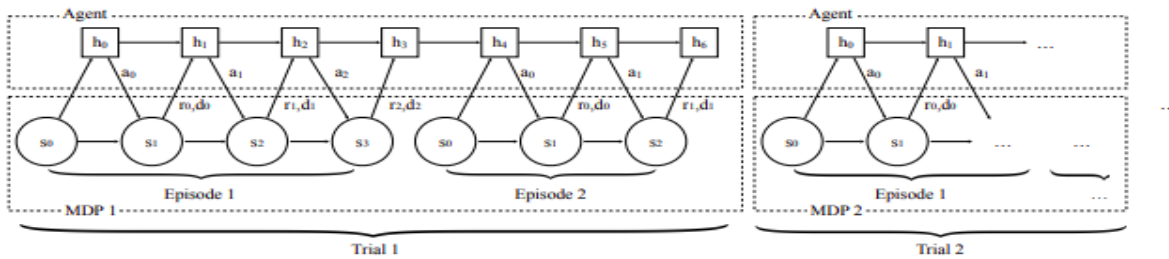 Agent Agent
h₀ h₁ h₂ h₃ h₄ h₅ h₆ h₀ h₁ ...
a₀ a₁ a₂ a₀ a₁ a₀ a₁
r₀,d₀ r₁,d₁ r₂,d₂ r₀,d₀ r₁,d₁ r₀,d₀
s₀ s₁ s₂ s₃ s₀ s₁ s₂ s₀ s₁ ... ...
Episode 1 Episode 2 Episode 1 ...
MDP 1 MDP 2
Trial 1 Trial 2